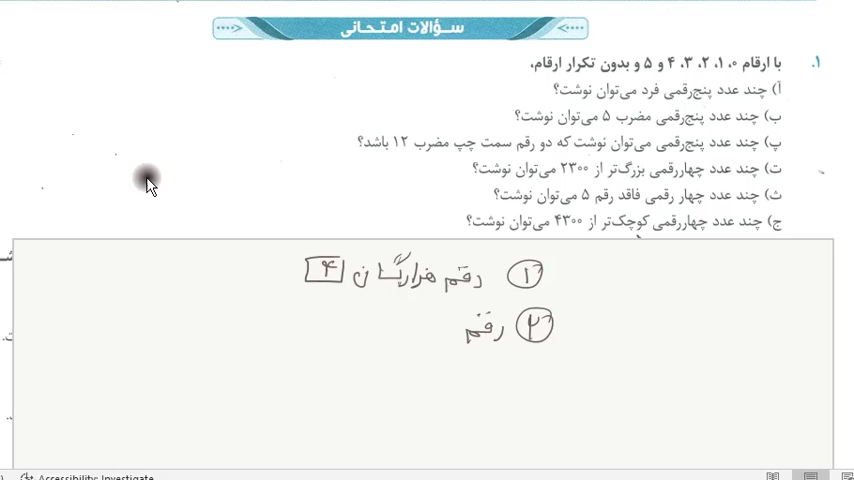 سـؤالات امتـحـانی
۱. با ارقام ۰، ۱، ۲، ۳، ۴ و ۵ و بدون تکرار ارقام،
آ) چند عدد پنج‌رقمی فرد می‌توان نوشت؟
ب) چند عدد پنج‌رقمی مضرب ۵ می‌توان نوشت؟
پ) چند عدد پنج‌رقمی می‌توان نوشت که دو رقم سمت چپ مضرب ۱۲ باشد؟
ت) چند عدد چهاررقمی بزرگ‌تر از ۲۳۰۰ می‌توان نوشت؟
ث) چند عدد چهار رقمی فاقد رقم ۵ می‌توان نوشت؟
ج) چند عدد چهاررقمی کوچک‌تر از ۴۳۰۰ می‌توان نوشت؟
۱ رقم هزارگان ۴
۲ رقم
Accessibility: Investigate